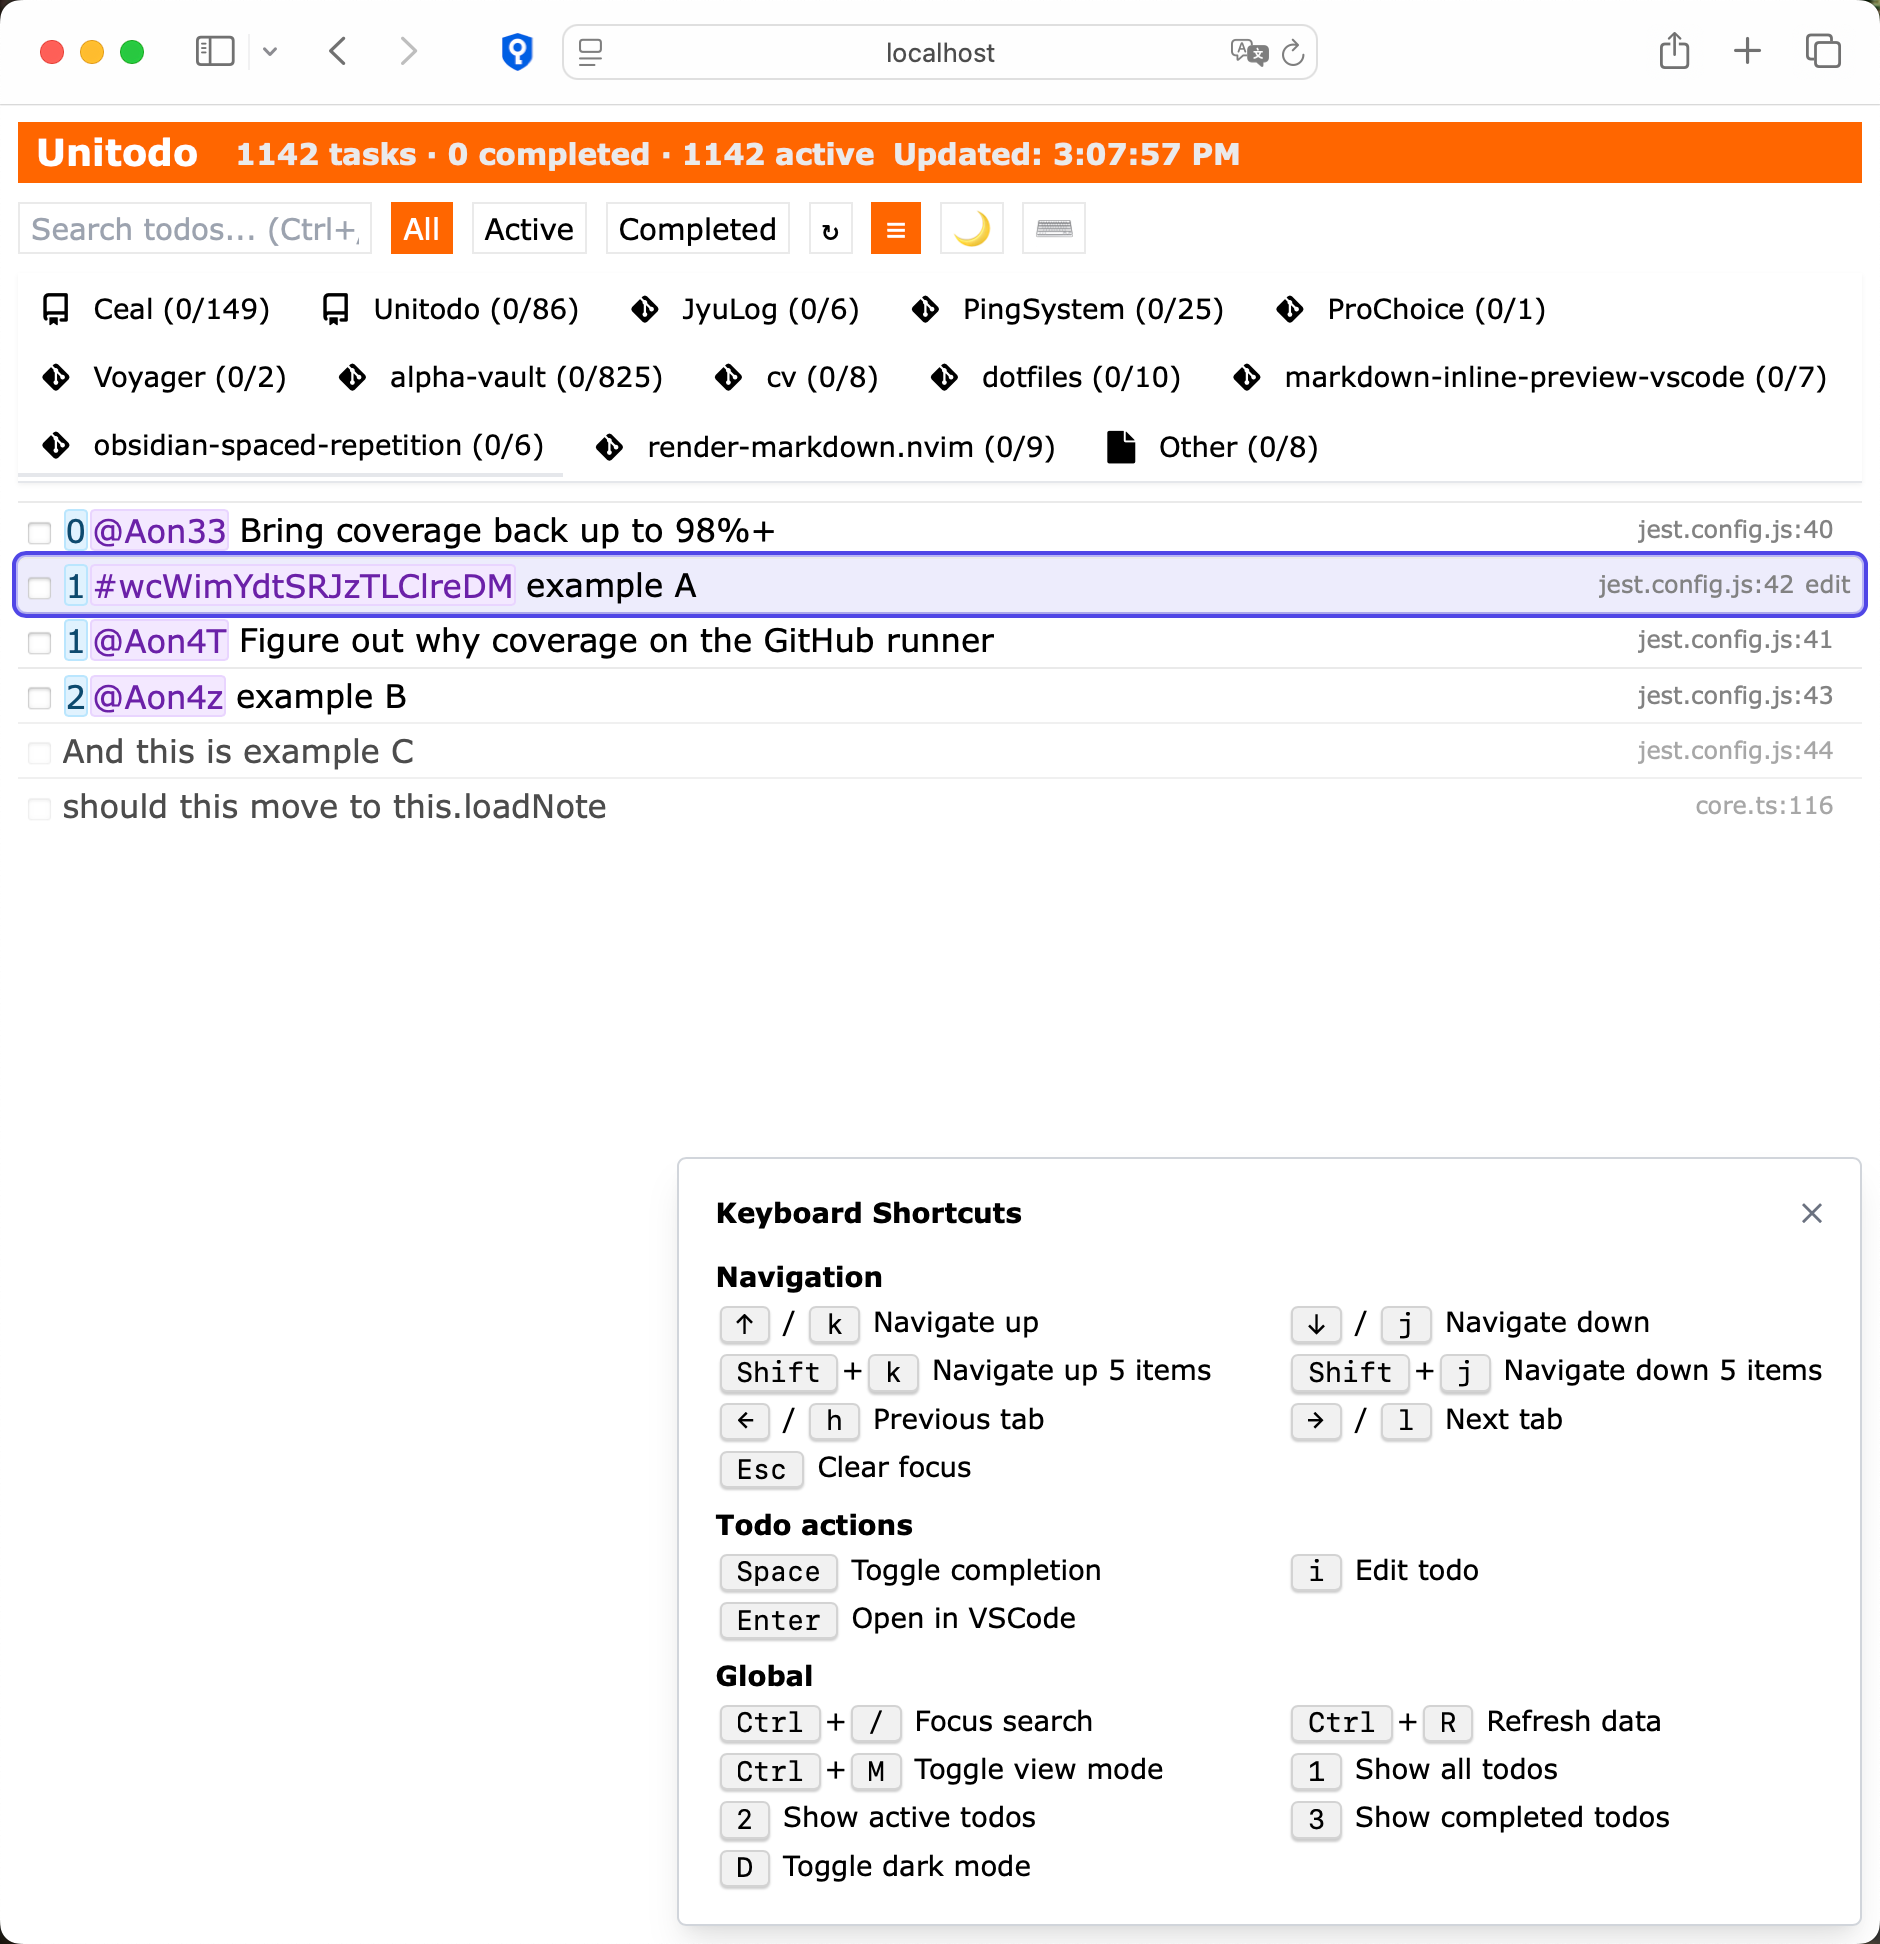 localhost
Unitodo 1142 tasks · 0 completed · 1142 active Updated: 3:07:57 PM
Search todos... (Ctrl+/ All Active Completed ↻ ≡
Ceal (0/149) Unitodo (0/86) JyuLog (0/6) PingSystem (0/25) ProChoice (0/1)
Voyager (0/2) alpha-vault (0/825) cv (0/8) dotfiles (0/10) markdown-inline-preview-vscode (0/7)
obsidian-spaced-repetition (0/6) render-markdown.nvim (0/9) Other (0/8)
0 @Aon33 Bring coverage back up to 98%+ jest.config.js:40
1 #wcWimYdtSRJzTLClreDM example A jest.config.js:42 edit
1 @Aon4T Figure out why coverage on the GitHub runner jest.config.js:41
2 @Aon4z example B jest.config.js:43
And this is example C jest.config.js:44
should this move to this.loadNote core.ts:116
Keyboard Shortcuts ×
Navigation
↑ / k Navigate up ↓ / j Navigate down
Shift + k Navigate up 5 items Shift + j Navigate down 5 items
← / h Previous tab → / l Next tab
Esc Clear focus
Todo actions
Space Toggle completion i Edit todo
Enter Open in VSCode
Global
Ctrl + / Focus search Ctrl + R Refresh data
Ctrl + M Toggle view mode 1 Show all todos
2 Show active todos 3 Show completed todos
D Toggle dark mode